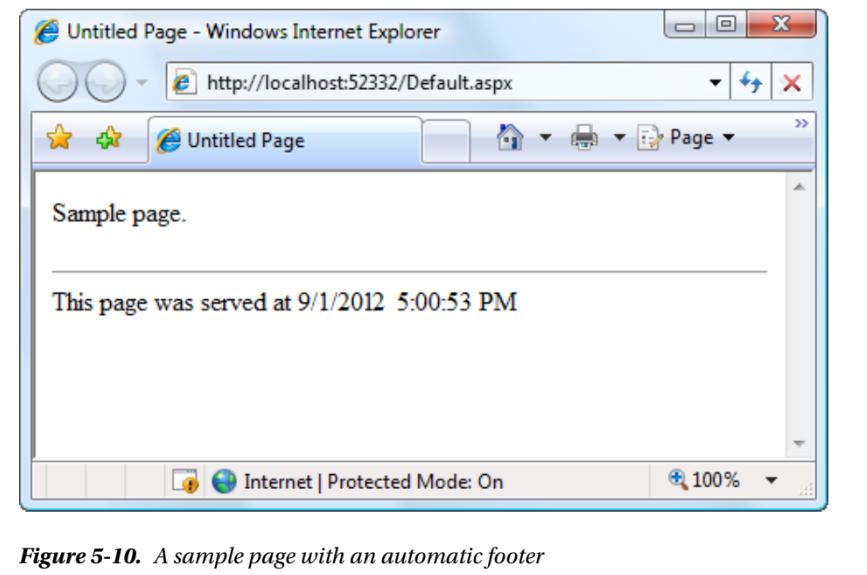 Untitled Page - Windows Internet Explorer
http://localhost:52332/Default.aspx
Untitled Page
Page
Sample page.
This page was served at 9/1/2012 5:00:53 PM
Internet | Protected Mode: On
100%
Figure 5-10. A sample page with an automatic footer